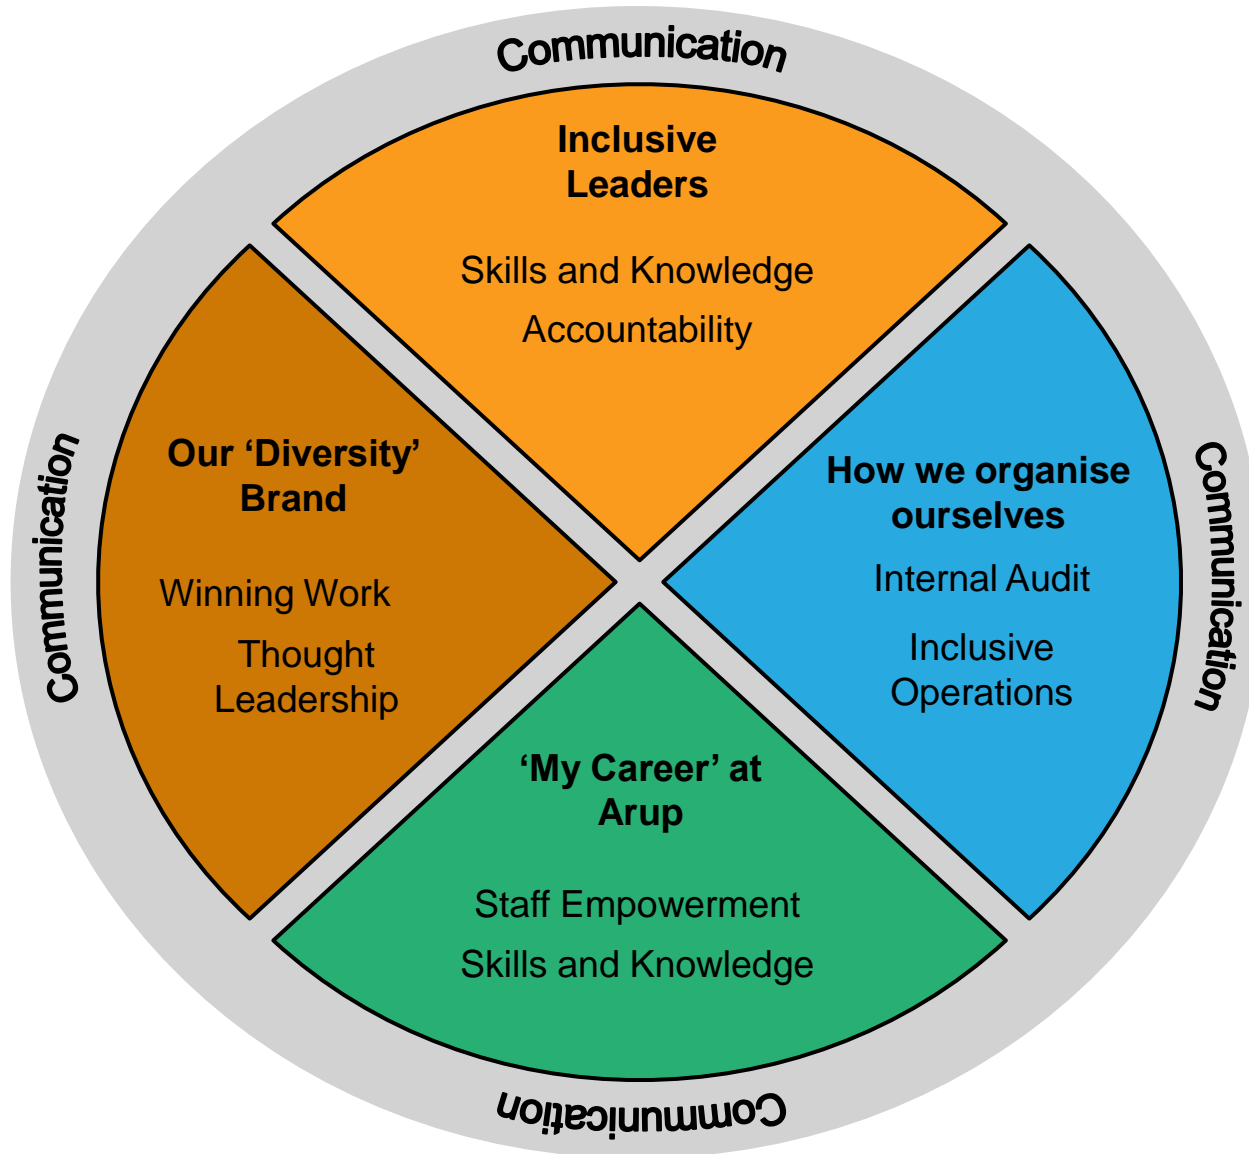 Communication
Inclusive
Leaders
Skills and Knowledge
Accountability
Communication
Our ‘Diversity’
Brand
Winning Work
Thought
Leadership
How we organise
ourselves
Internal Audit
Inclusive
Operations
Communication
‘My Career’ at
Arup
Staff Empowerment
Skills and Knowledge
Communication